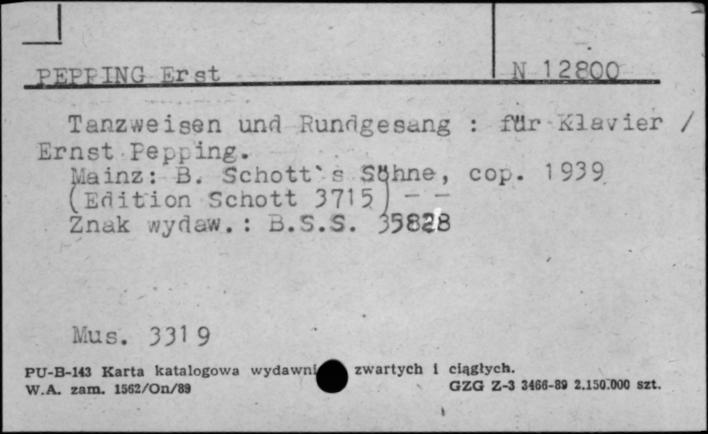 PEPPING Erst
N 12800
Tanzweisen und Rundgesang : für Klavier /
Ernst Pepping.
Mainz: B. Schott`s Söhne, cop. 1939
(Edition Schott 3715) - -
Znak wydaw.: B.S.S. 35828
Mus. 3319
PU-B-143 Karta katalogowa wydawni zwartych i ciągłych.
W.A. zam. 1562/On/89 GZG Z-3 3466-89 2.150.000 szt.